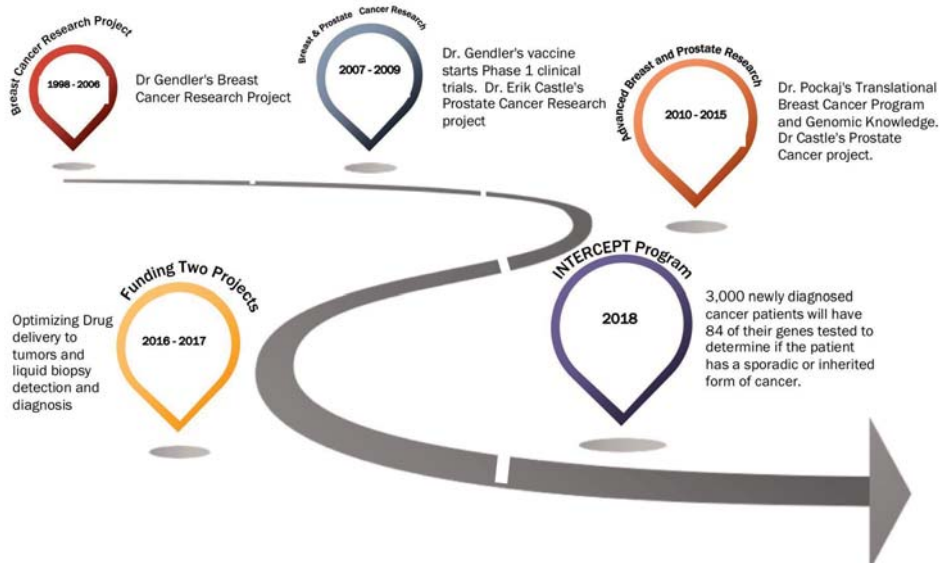 Breast Cancer Research Project
1998 - 2006
Dr Gendler's Breast
Cancer Research Project
Breast & Prostate Cancer Research
2007 - 2009
Dr. Gendler's vaccine
starts Phase 1 clinical
trials. Dr. Erik Castle's
Prostate Cancer Research
project
Advanced Breast and Prostate Research
2010 - 2015
Dr. Pockaj's Translational
Breast Cancer Program
and Genomic Knowledge.
Dr Castle's Prostate
Cancer project.
Funding Two Projects
2016 - 2017
Optimizing Drug
delivery to
tumors and
liquid biopsy
detection and
diagnosis
INTERCEPT Program
2018
3,000 newly diagnosed
cancer patients will have
84 of their genes tested to
determine if the patient
has a sporadic or inherited
form of cancer.